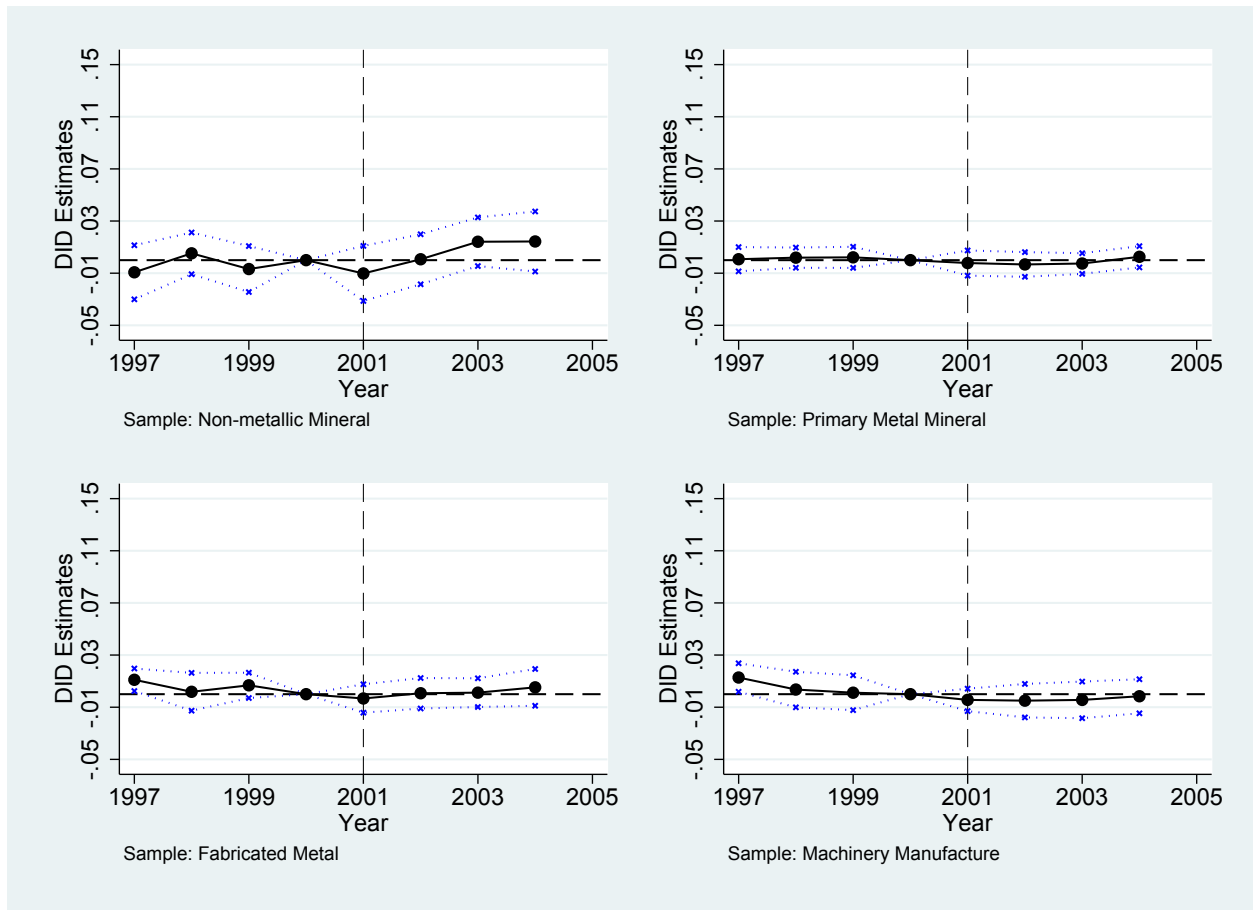 .15
.11
.07
.03
-.01
-.05
DID Estimates
1997 1999 2001 2003 2005
Year
Sample: Non-metallic Mineral
.15
.11
.07
.03
-.01
-.05
DID Estimates
1997 1999 2001 2003 2005
Year
Sample: Primary Metal Mineral
.15
.11
.07
.03
-.01
-.05
DID Estimates
1997 1999 2001 2003 2005
Year
Sample: Fabricated Metal
.15
.11
.07
.03
-.01
-.05
DID Estimates
1997 1999 2001 2003 2005
Year
Sample: Machinery Manufacture